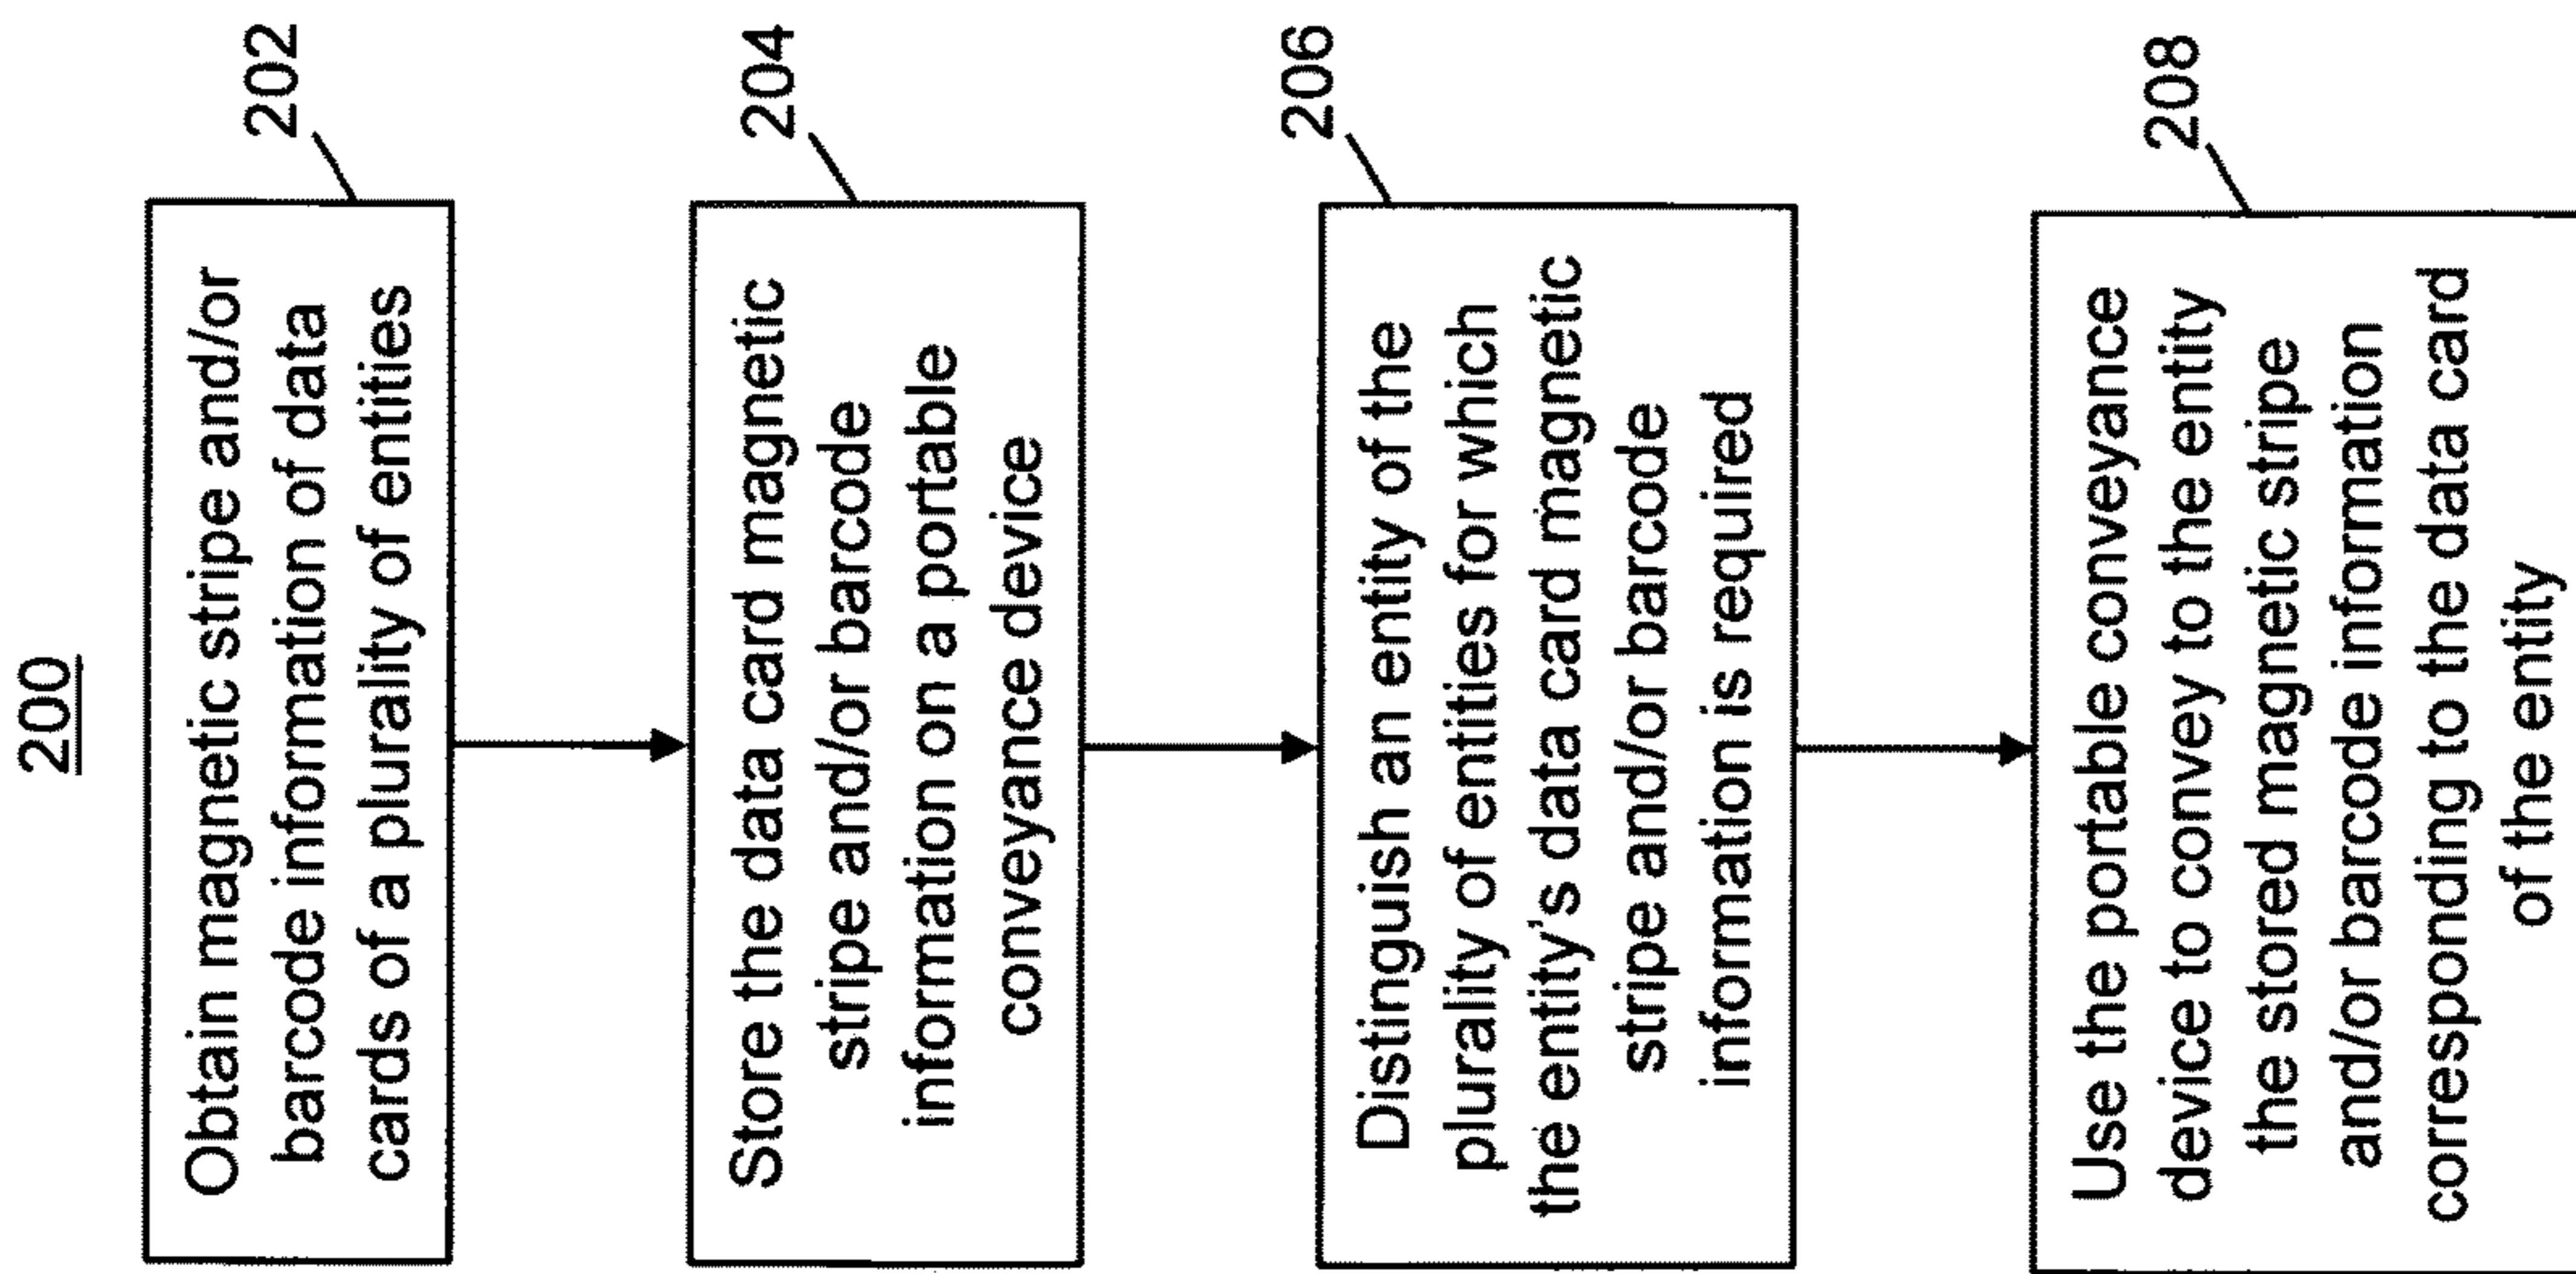 200
202
Obtain magnetic stripe and/or
barcode information of data
cards of a plurality of entities
204
Store the data card magnetic
stripe and/or barcode
information on a portable
conveyance device
206
Distinguish an entity of the
plurality of entities for which
the entity's data card magnetic
stripe and/or barcode
information is required
208
Use the portable conveyance
device to convey to the entity
the stored magnetic stripe
and/or barcode information
corresponding to the data card
of the entity